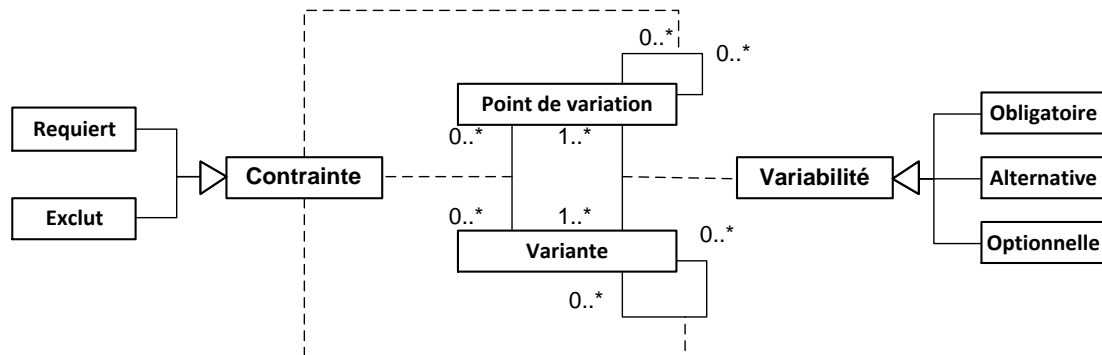 0..*
0..*
Point de variation
Obligatoire
Requiert
0..*
1..*
Contrainte
Variabilité
Alternative
Exclut
0..*
1..*
0..*
Variante
Optionnelle
0..*